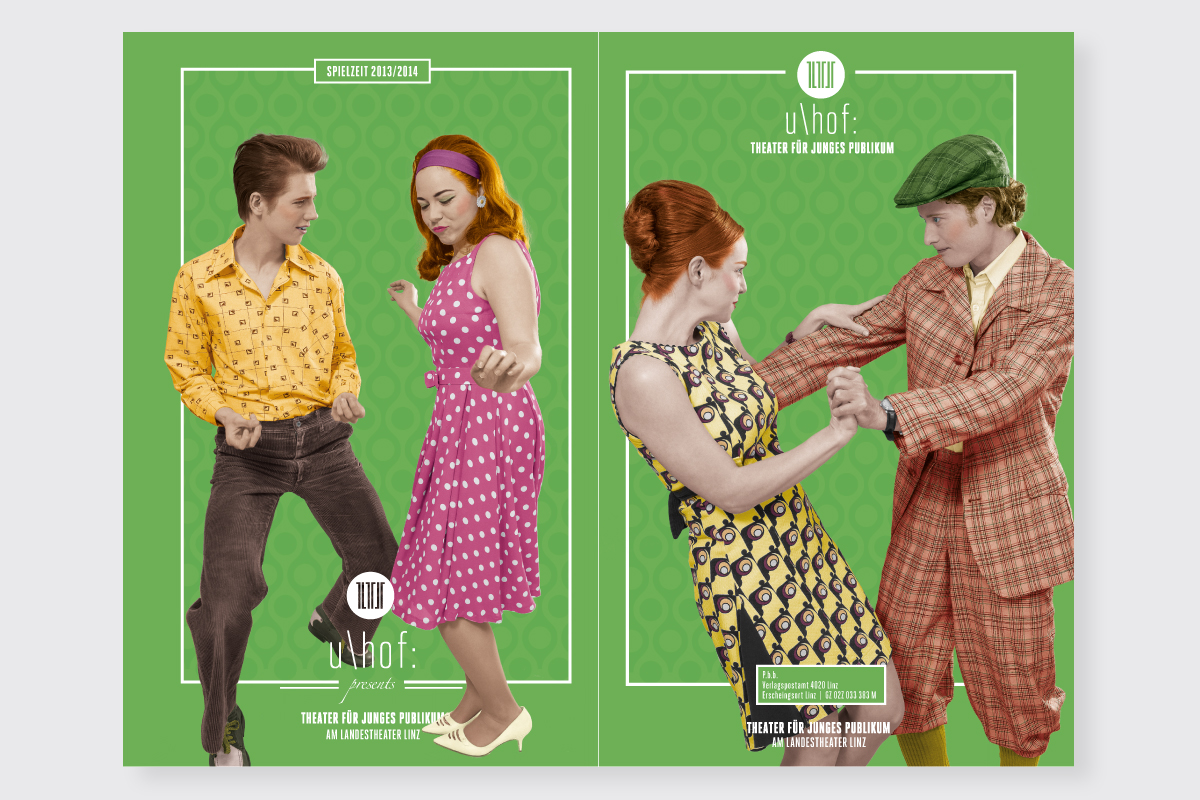 SPIELZEIT 2013/2014
u\hof:
presents
THEATER FÜR JUNGES PUBLIKUM
AM LANDESTHEATER LINZ
u\hof:
THEATER FÜR JUNGES PUBLIKUM
P.b.b.
Verlagspostamt 4020 Linz
Erscheingsort Linz | GZ 02Z 033 383 M
THEATER FÜR JUNGES PUBLIKUM
AM LANDESTHEATER LINZ